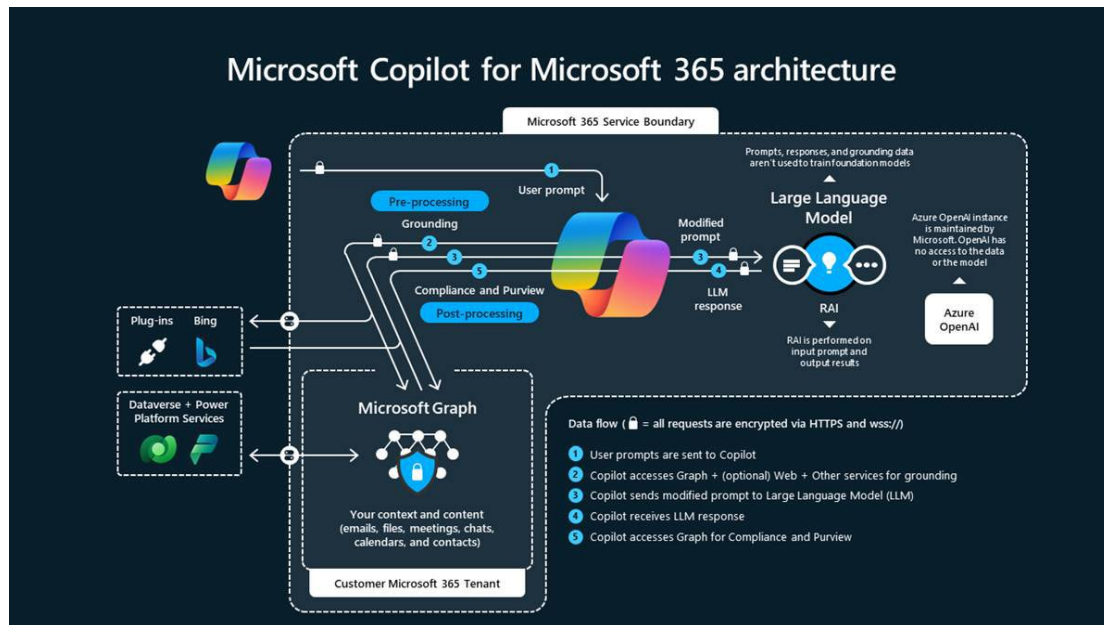 Microsoft Copilot for Microsoft 365 architecture
Microsoft 365 Service Boundary
1
User prompt
Pre-processing
Grounding
2
3
5
Compliance and Purview
Post-processing
Modified
prompt
3
4
LLM
response
Prompts, responses, and grounding data
aren't used to train foundation models
Large Language
Model
RAI
RAI is performed on
input prompt and
output results
Azure OpenAI instance
is maintained by
Microsoft. OpenAI has
no access to the data
or the model
Azure
OpenAI
Plug-ins Bing
Dataverse + Power
Platform Services
Microsoft Graph
Your context and content
(emails, files, meetings, chats,
calendars, and contacts)
Customer Microsoft 365 Tenant
Data flow ( = all requests are encrypted via HTTPS and wss://)
1 User prompts are sent to Copilot
2 Copilot accesses Graph + (optional) Web + Other services for grounding
3 Copilot sends modified prompt to Large Language Model (LLM)
4 Copilot receives LLM response
5 Copilot accesses Graph for Compliance and Purview